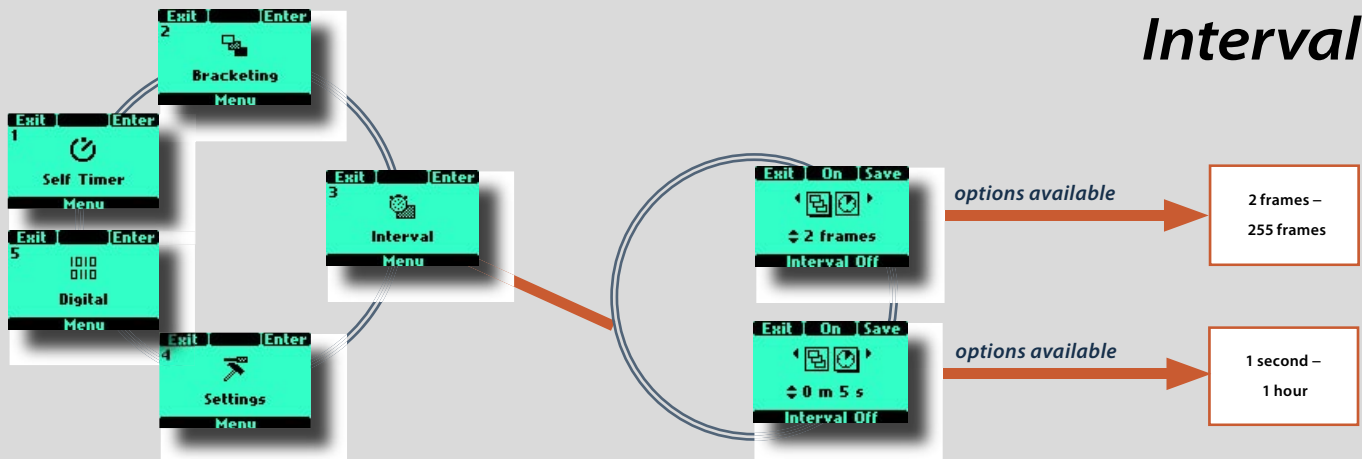 Interval
Exit Enter
2
Bracketing
Menu
Exit Enter
1
Self Timer
Menu
Exit Enter
3
Interval
Menu
Exit Enter
5
1010
0110
Digital
Menu
Exit Enter
4
Settings
Menu
Exit On Save
2 frames
Interval Off
options available
2 frames –
255 frames
Exit On Save
0 m 5 s
Interval Off
options available
1 second –
1 hour